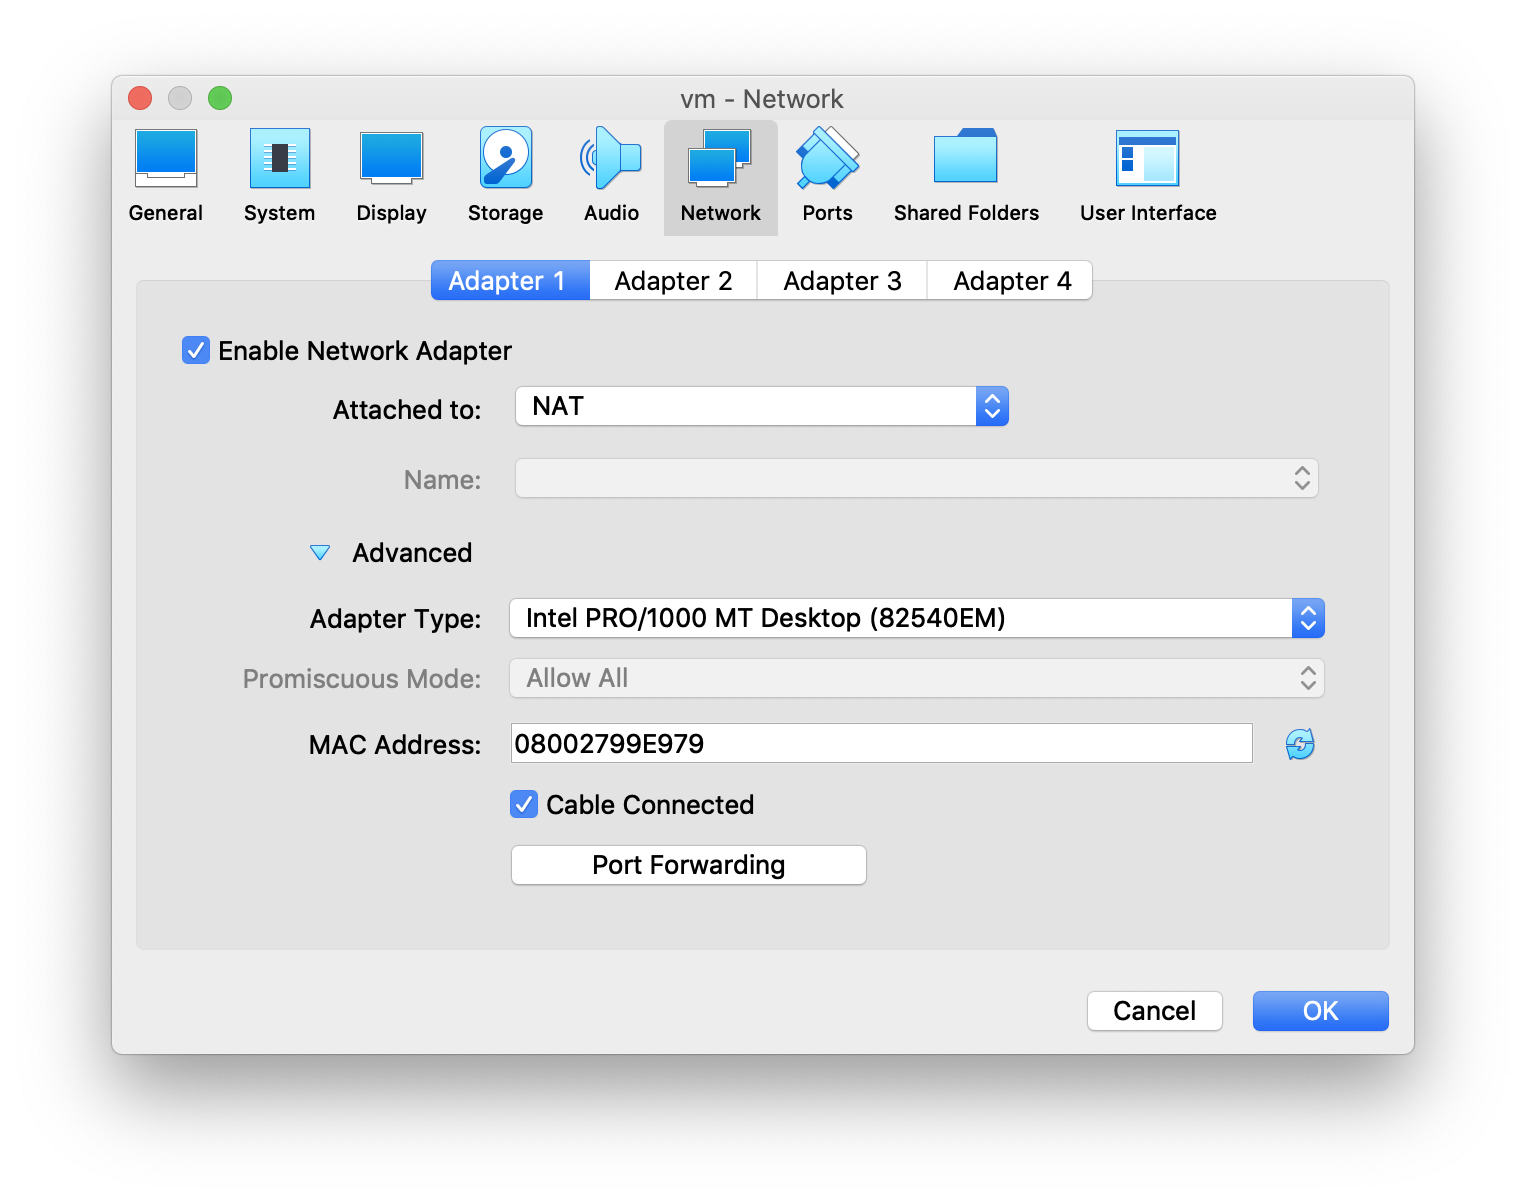 vm - Network
General System Display Storage Audio Network Ports Shared Folders User Interface
Adapter 1 Adapter 2 Adapter 3 Adapter 4
Enable Network Adapter
Attached to: NAT
Name:
Advanced
Adapter Type: Intel PRO/1000 MT Desktop (82540EM)
Promiscuous Mode: Allow All
MAC Address: 08002799E979
Cable Connected
Port Forwarding
Cancel OK